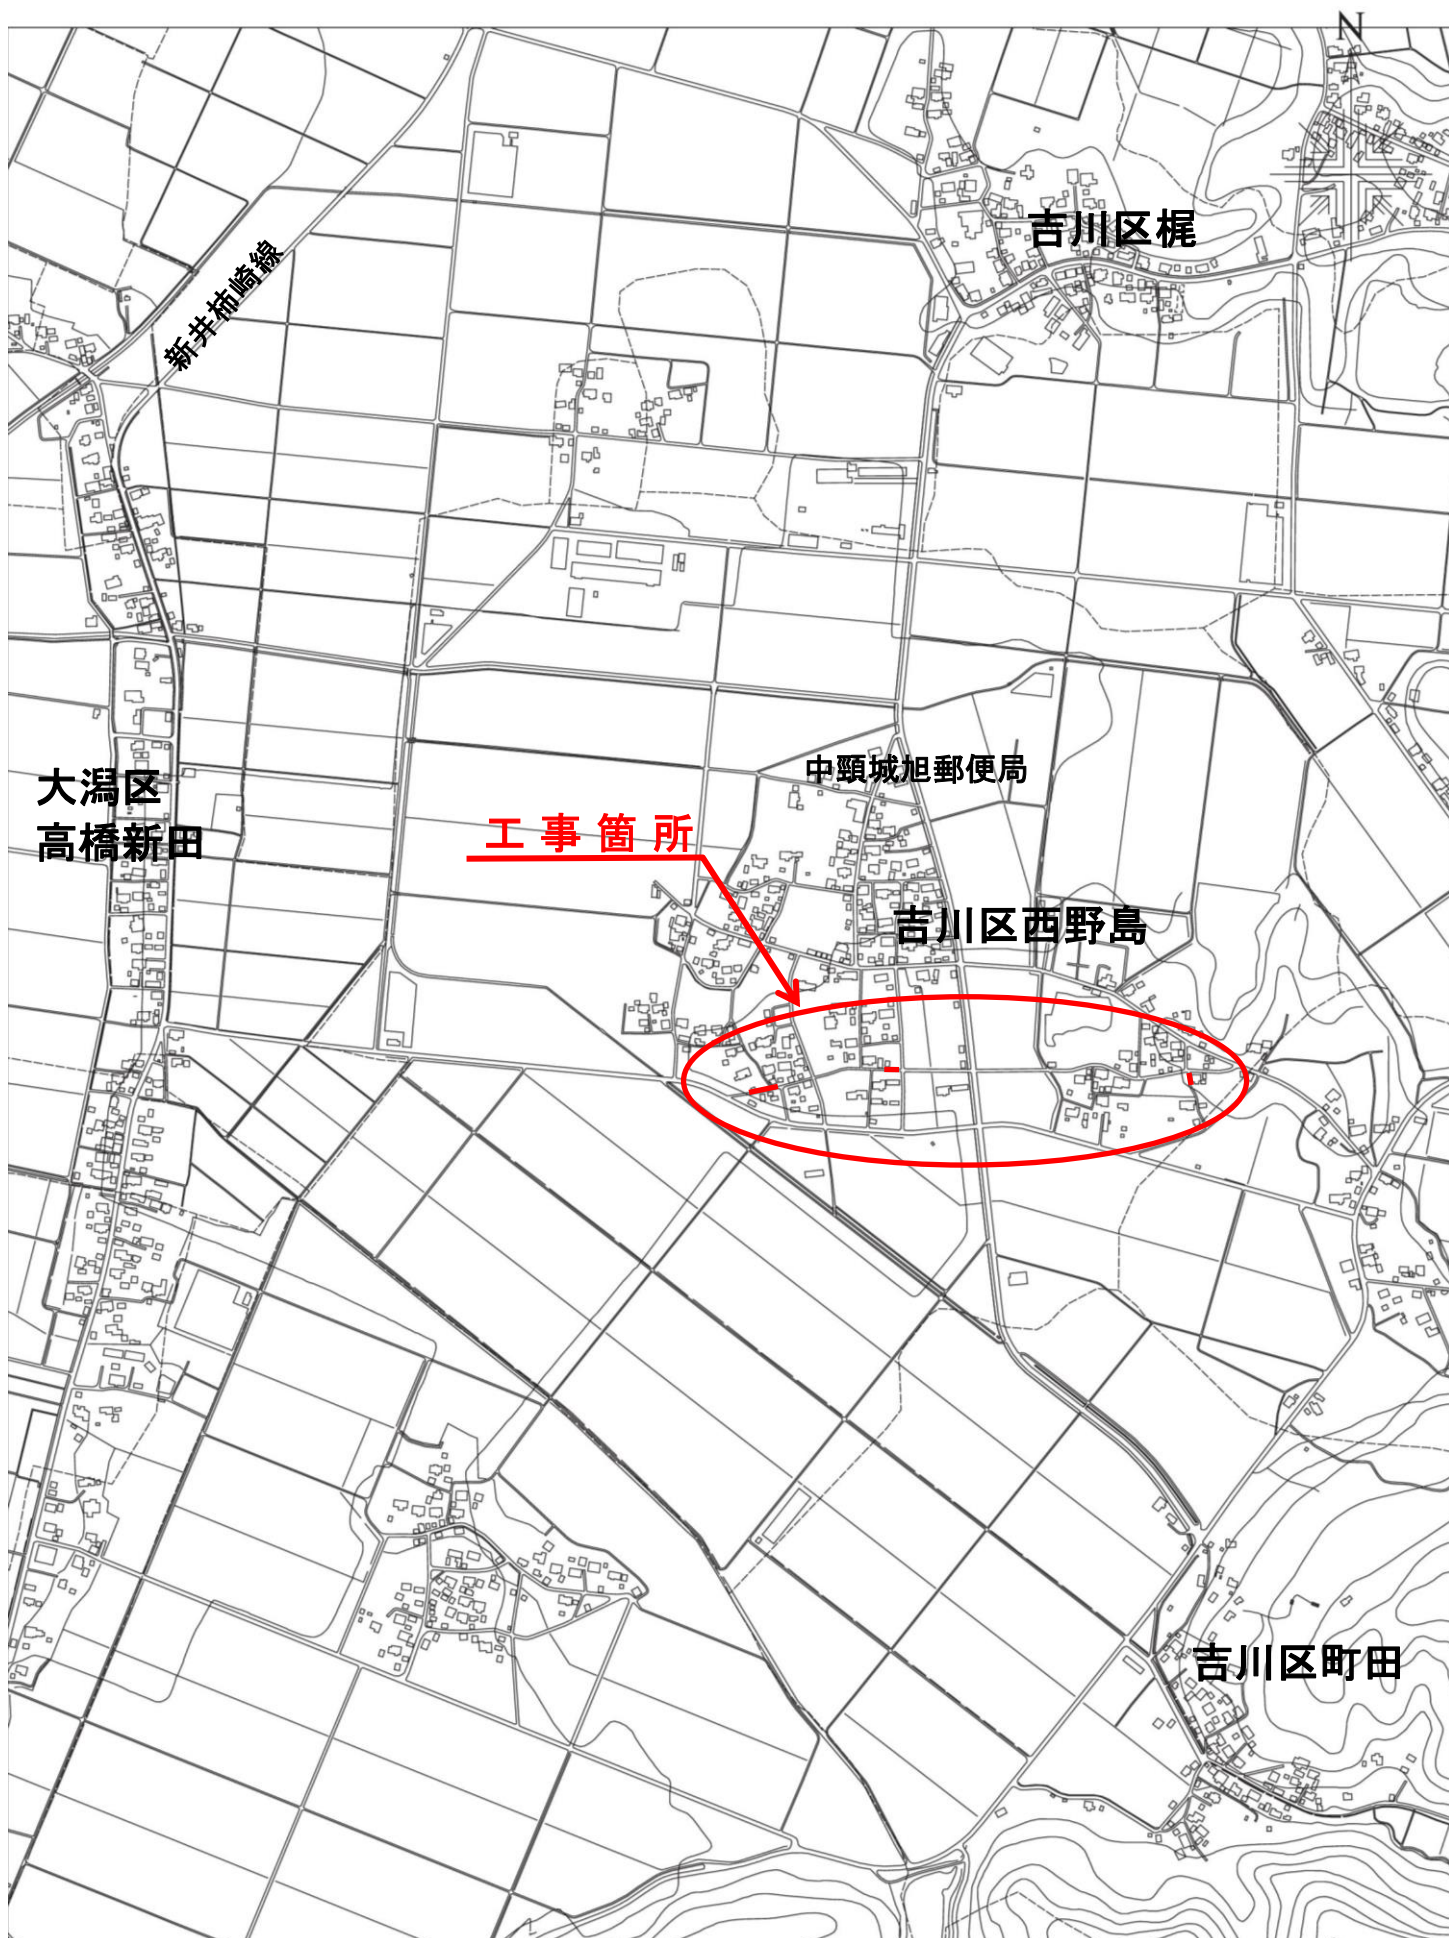 N
吉川区梶
新井柿崎線
中頸城旭郵便局
大潟区
高橋新田
工事箇所
吉川区西野島
吉川区町田